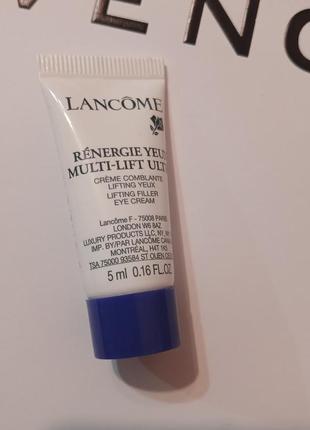 VENC
LANCÔME
RÉNERGIE YEUX
MULTI-LIFT ULT
CRÈME COMBLANTE
LIFTING YEUX
LIFTING FILLER
EYE CREAM
Lancôme F - 75008 PARIS
LONDON W6 8AZ
LUXURY PRODUCTS LLC, NY, NY
IMP. BY/PAR LANCÔME CANA
MONTRÉAL, H4T 1K5
TSA 75000 93584 ST OUEN CEDEX
5 ml 0.16 FL.OZ